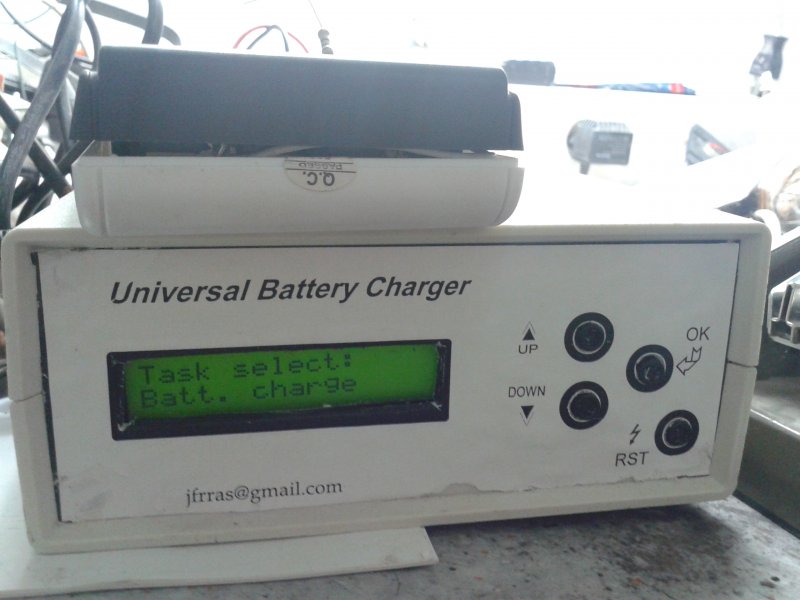 Q.C.
PASSED
Universal Battery Charger
Task select:
Batt. charge
UP
OK
DOWN
RST
jfrras@gmail.com